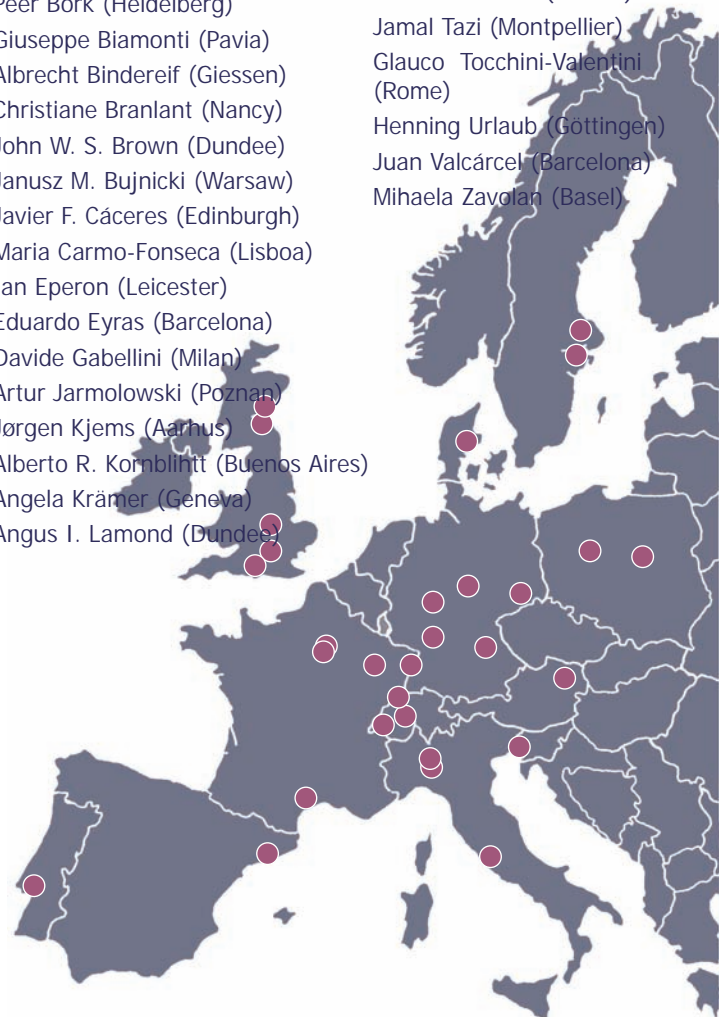 Peer Bork (Heidelberg)
Giuseppe Biamonti (Pavia)
Albrecht Bindereif (Giessen)
Christiane Branlant (Nancy)
John W. S. Brown (Dundee)
Janusz M. Bujnicki (Warsaw)
Javier F. Cáceres (Edinburgh)
Maria Carmo-Fonseca (Lisboa)
Ian Eperon (Leicester)
Eduardo Eyras (Barcelona)
Davide Gabellini (Milan)
Artur Jarmolowski (Poznan)
Jørgen Kjems (Aarhus)
Alberto R. Kornblihtt (Buenos Aires)
Angela Krämer (Geneva)
Angus I. Lamond (Dundee)
Jamal Tazi (Montpellier)
Glauco Tocchini-Valentini
(Rome)
Henning Urlaub (Göttingen)
Juan Valcárcel (Barcelona)
Mihaela Zavolan (Basel)